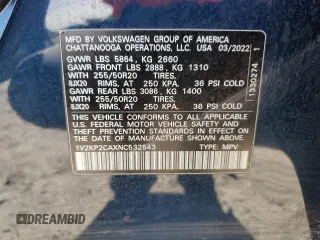 MFD BY VOLKSWAGEN GROUP OF AMERICA
CHATTANOOGA OPERATIONS, LLC. USA 03/2022
GVWR LBS 5864, KG 2660
GAWR FRONT LBS 2888, KG 1310
WITH 255/50R20 TIRES,
8JX20 RIMS, AT 250 KPA, 36 PSI COLD
GAWR REAR LBS 3086, KG 1400
WITH 255/50R20 TIRES,
8JX20 RIMS, AT 250 KPA, 36 PSI COLD
THIS VEHICLE CONFORMS TO ALL APPLICABLE
FEDERAL MOTOR VEHICLE SAFETY AND
THEFT PREVENTION STANDARDS IN EFFECT
ON THE DATE OF MANUFACTURE SHOWN ABOVE.
1V2KP2CAXNC532543 TYPE: MPV
1330274 1
DIRABIMBID